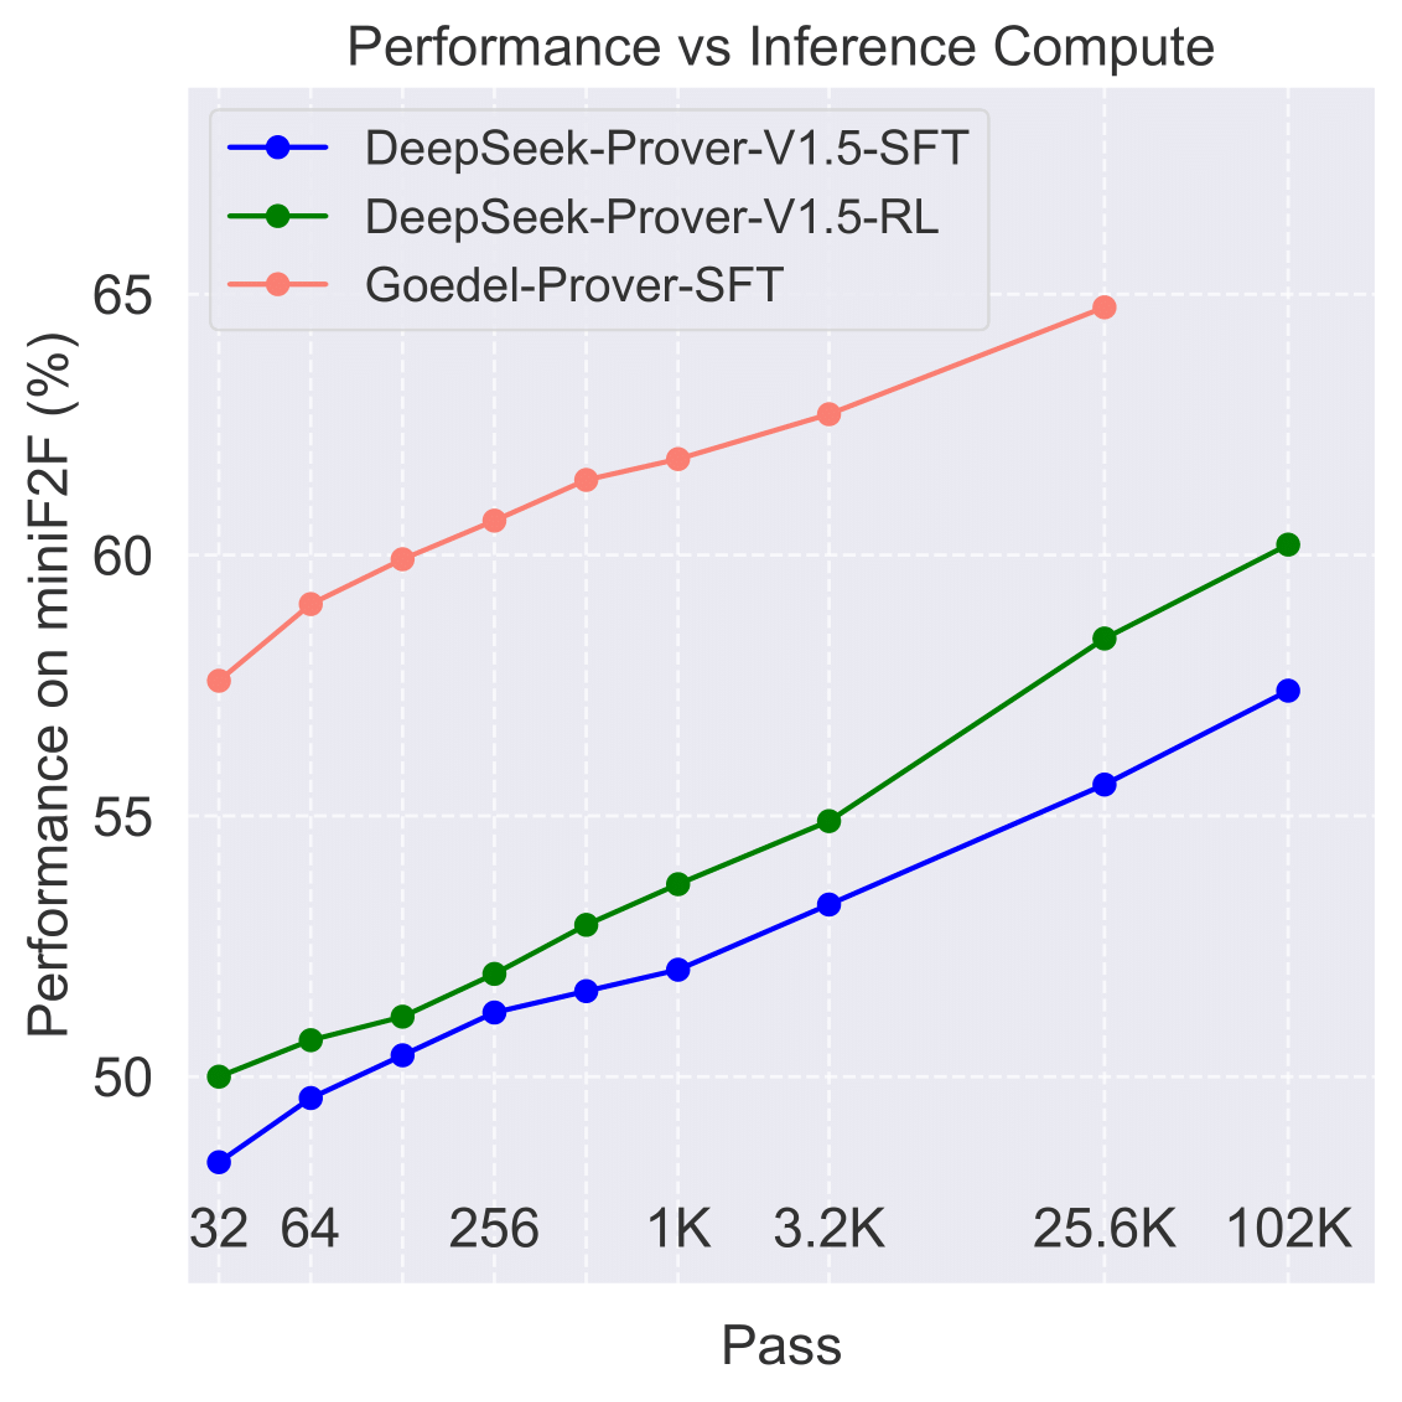 Performance vs Inference Compute
DeepSeek-Prover-V1.5-SFT
DeepSeek-Prover-V1.5-RL
Goedel-Prover-SFT
Performance on miniF2F (%)
65
60
55
50
32 64 256 1K 3.2K 25.6K 102K
Pass